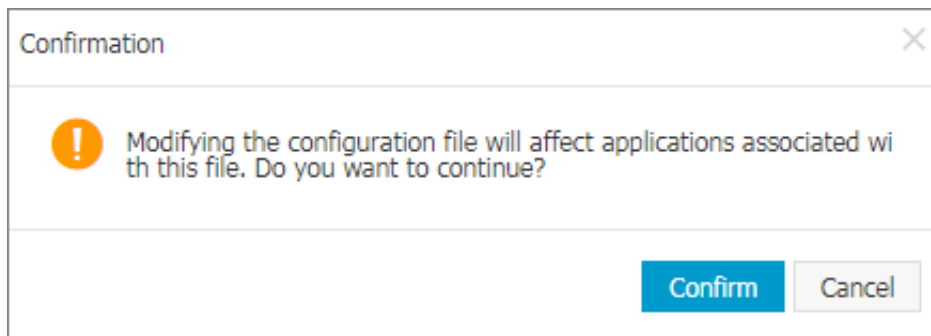 Confirmation
Modifying the configuration file will affect applications associated wi
th this file. Do you want to continue?
Confirm
Cancel